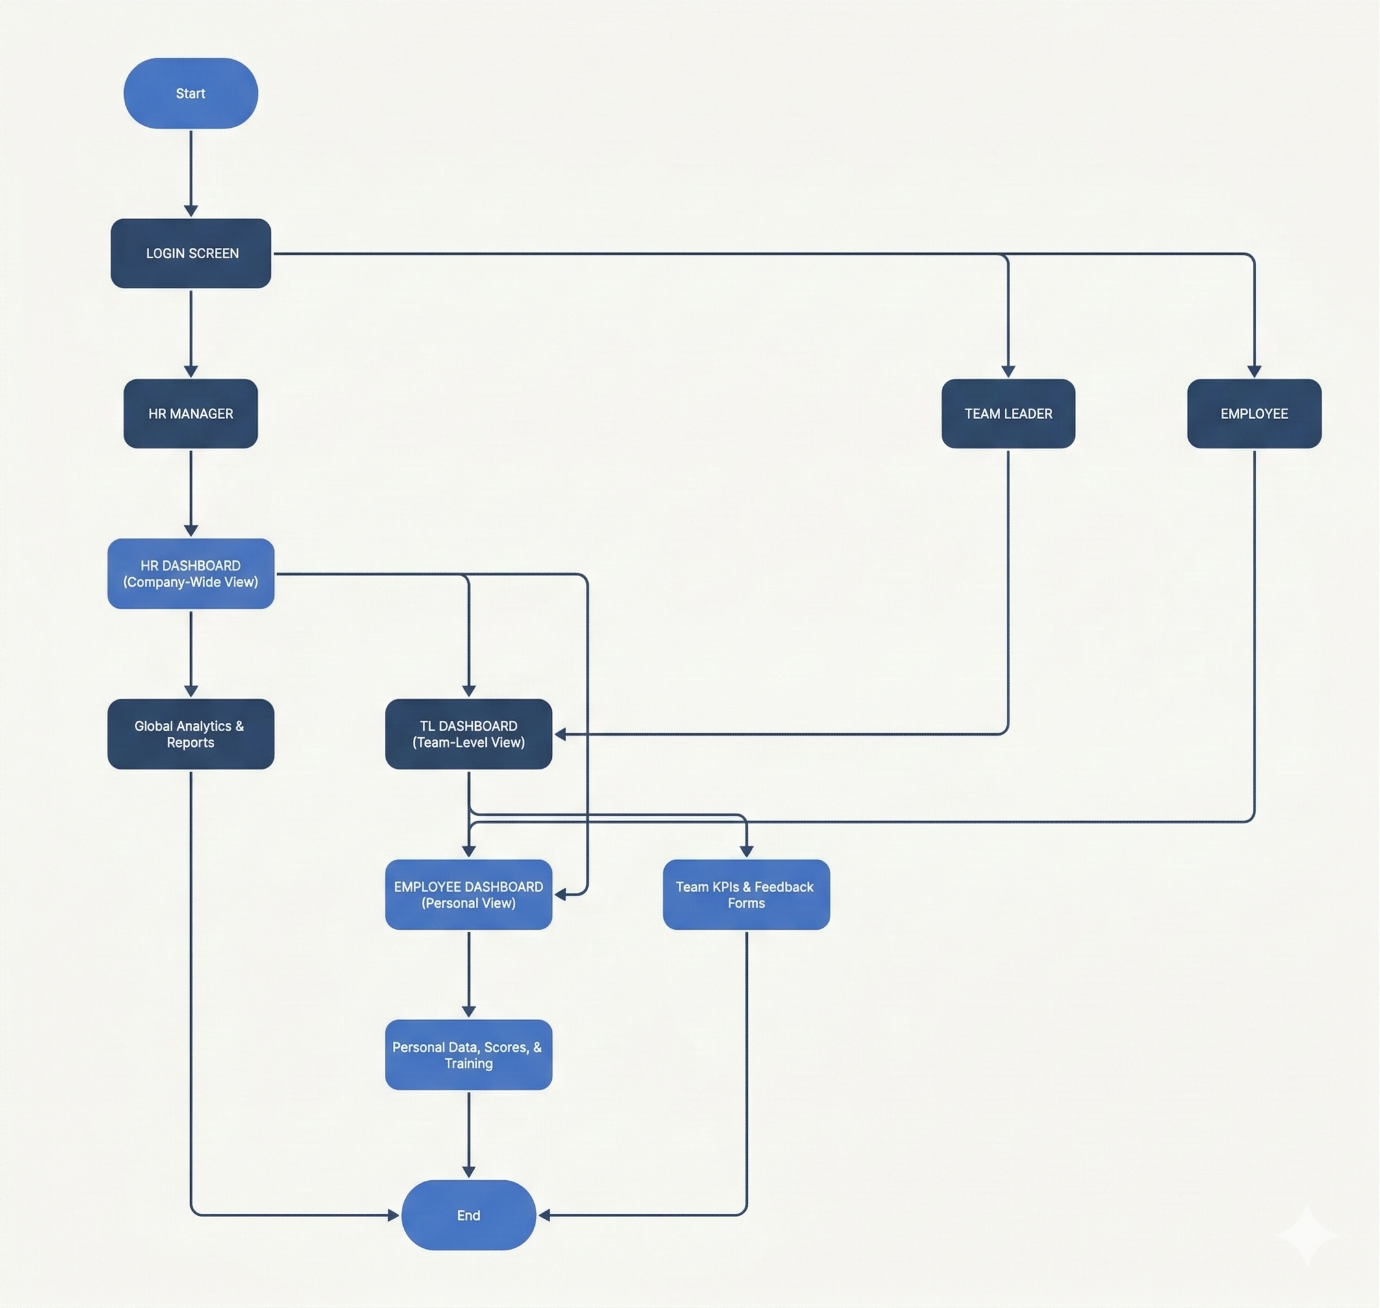 Start
LOGIN SCREEN
HR MANAGER
TEAM LEADER
EMPLOYEE
HR DASHBOARD
(Company-Wide View)
Global Analytics &
Reports
TL DASHBOARD
(Team-Level View)
EMPLOYEE DASHBOARD
(Personal View)
Team KPIs & Feedback
Forms
Personal Data, Scores, &
Training
End